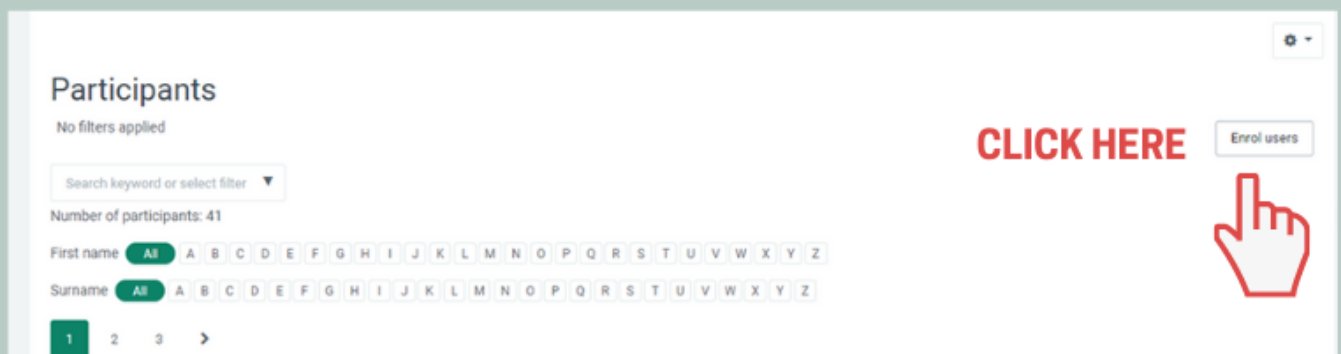 Participants
No filters applied
CLICK HERE
Enrol users
Search keyword or select filter
Number of participants: 41
First name All A B C D E F G H I J K L M N O P Q R S T U V W X Y Z
Surname All A B C D E F G H I J K L M N O P Q R S T U V W X Y Z
1 2 3